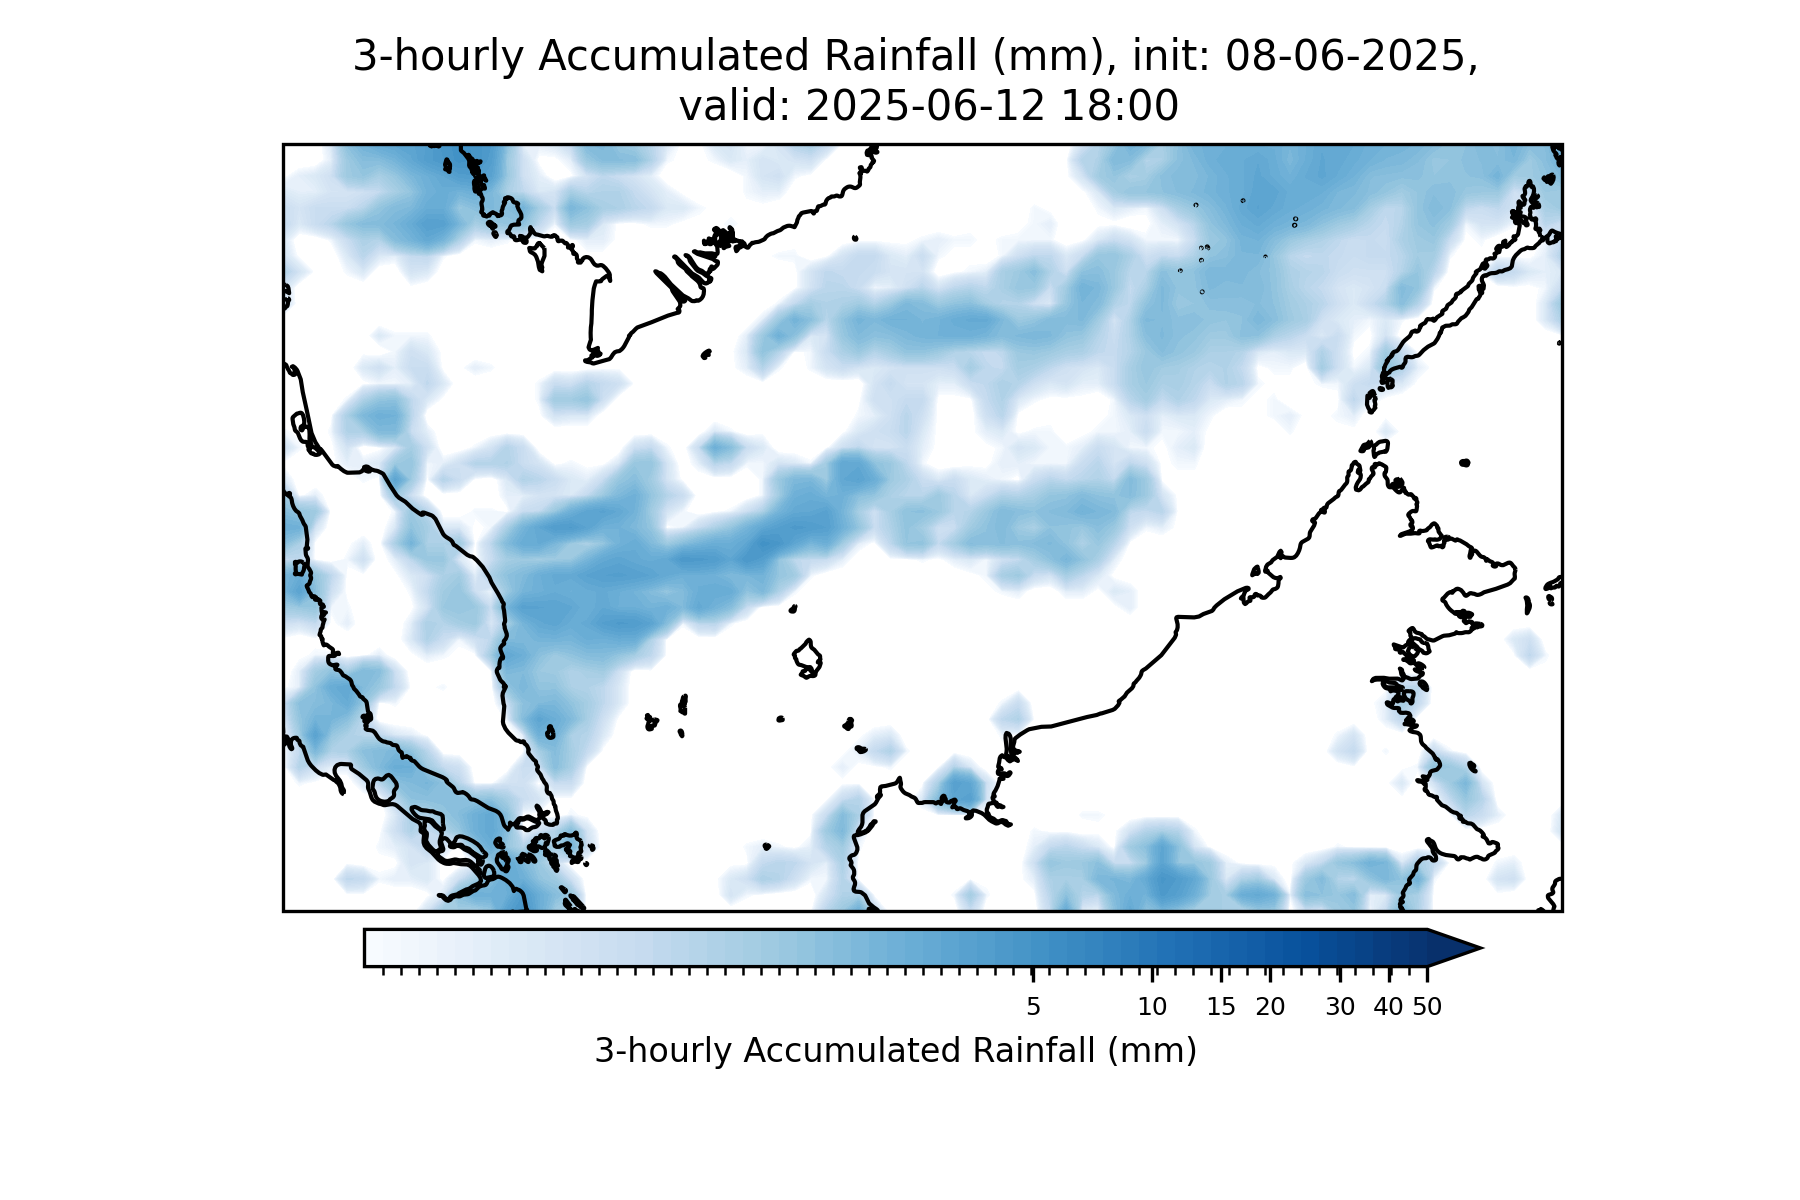 3-hourly Accumulated Rainfall (mm), init: 08-06-2025,
valid: 2025-06-12 18:00
5 10 15 20 30 40 50
3-hourly Accumulated Rainfall (mm)